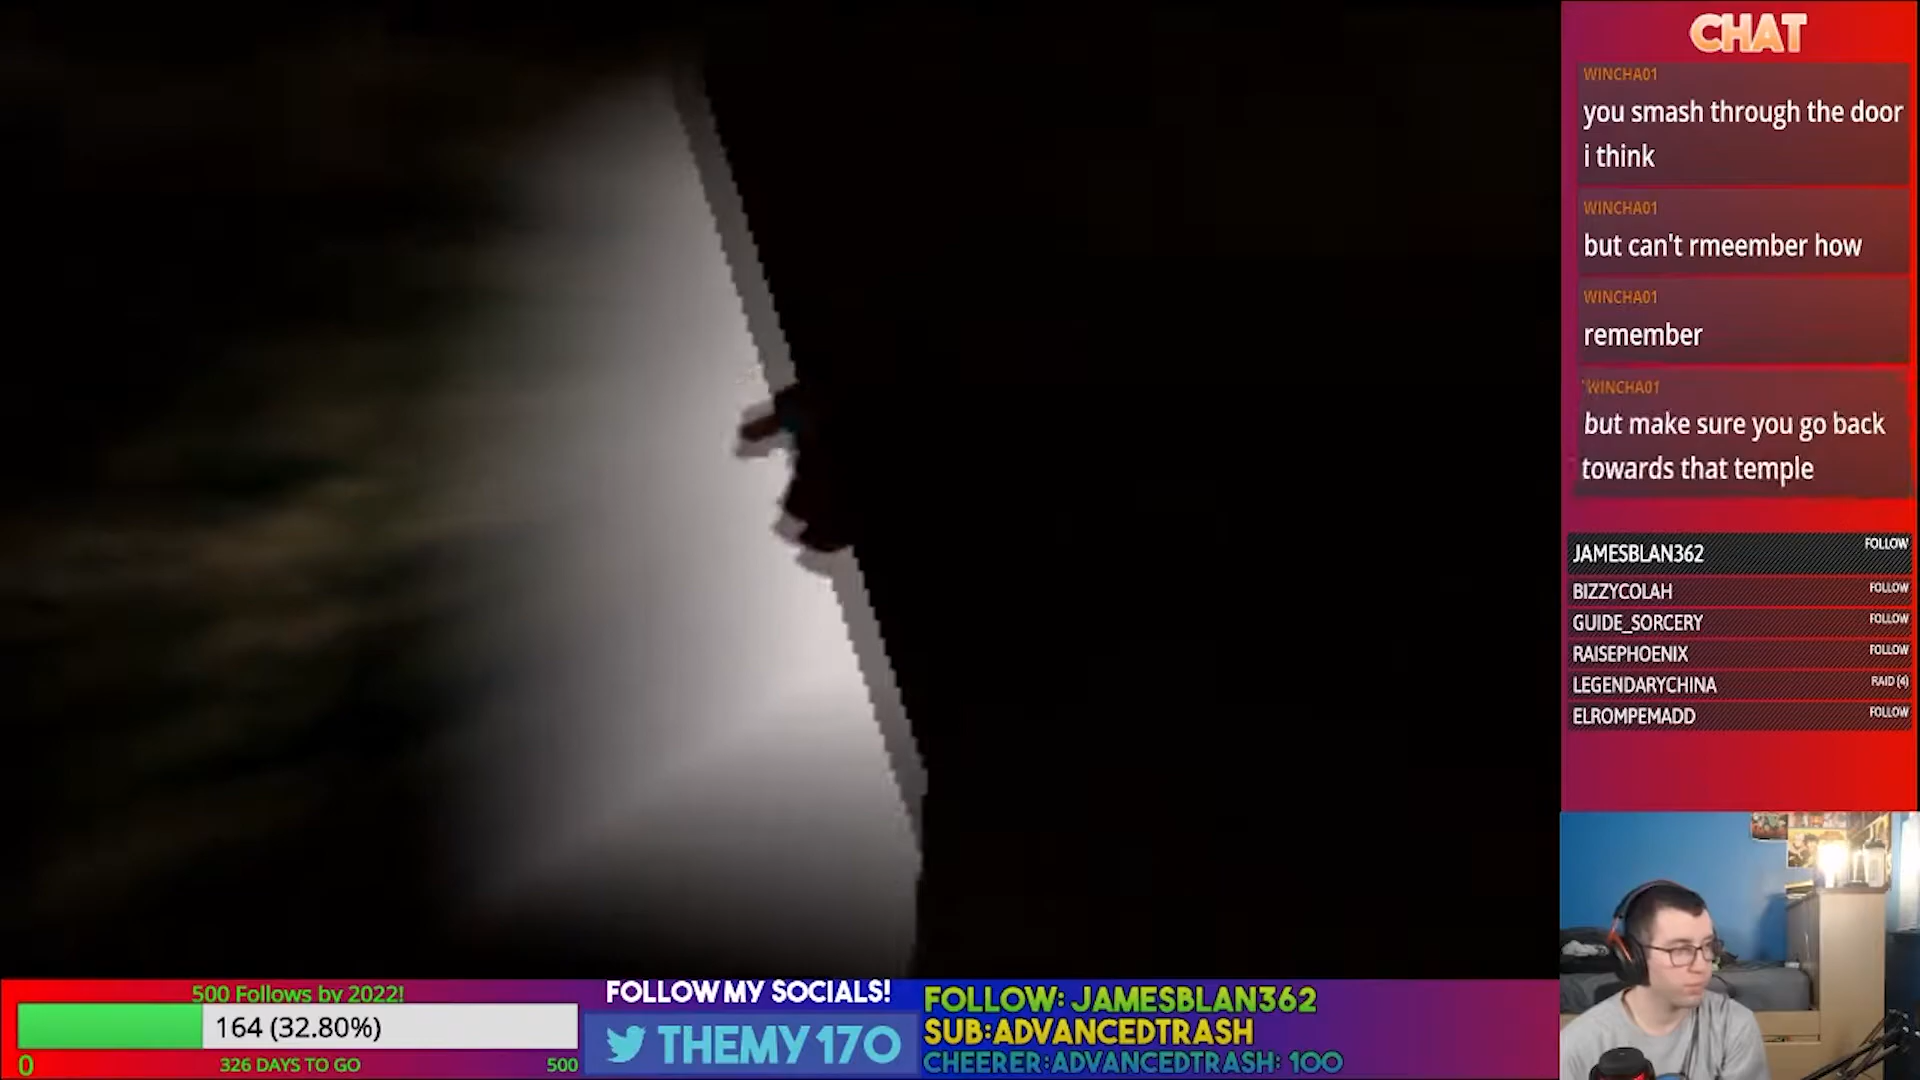 CHAT
WINCHA01
you smash through the door
i think
WINCHA01
but can't rmeember how
WINCHA01
remember
WINCHA01
but make sure you go back
towards that temple
JAMESBLAN362 FOLLOW
BIZZYCOLAH FOLLOW
GUIDE_SORCERY FOLLOW
RAISEPHOENIX FOLLOW
LEGENDARYCHINA RAID (4)
ELROMPEMADD FOLLOW
500 Follows by 2022!
164 (32.80%)
0 326 DAYS TO GO 500
FOLLOW MY SOCIALS!
THEMY170
FOLLOW: JAMESBLAN362
SUB:ADVANCEDTRASH
CHEERER:ADVANCEDTRASH: 100